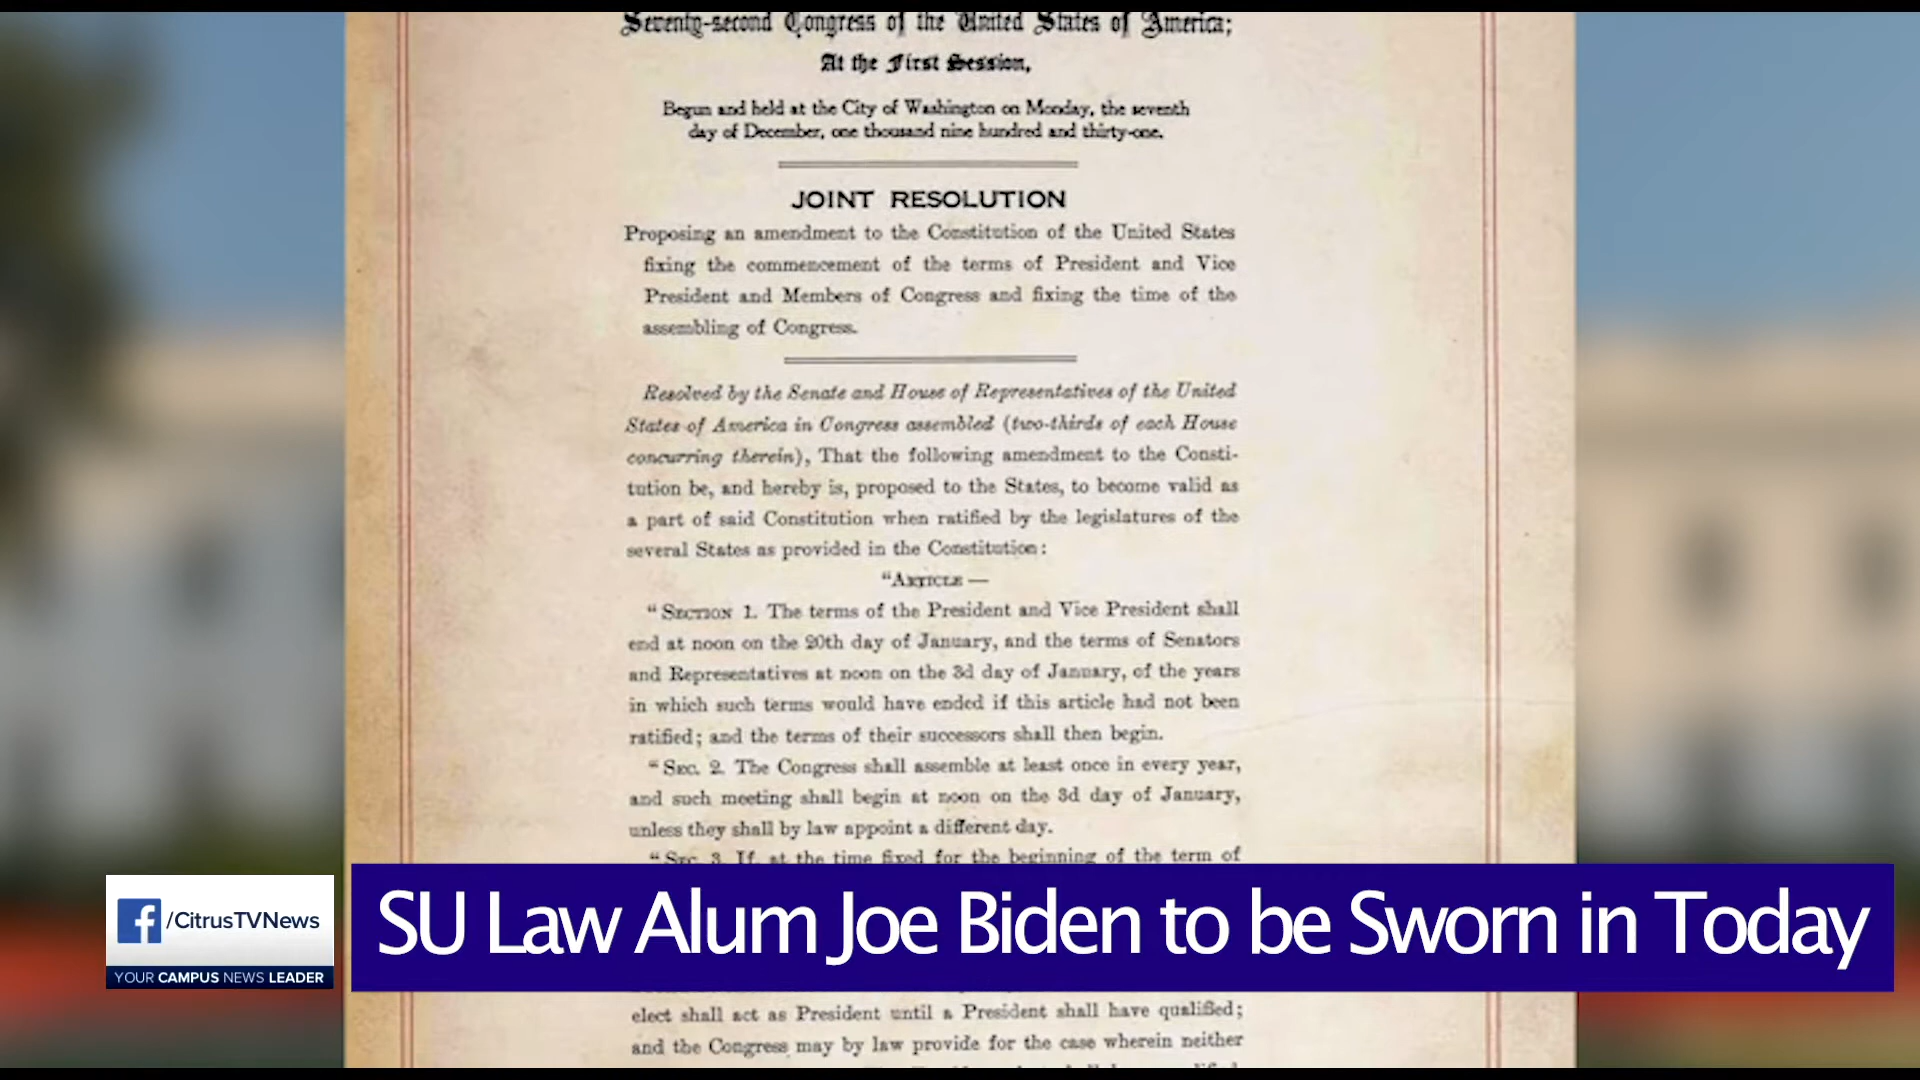 Seventy-second Congress of the United States of America;
At the First Session,
Begun and held at the City of Washington on Monday, the seventh
day of December, one thousand nine hundred and thirty-one.
JOINT RESOLUTION
Proposing an amendment to the Constitution of the United States
fixing the commencement of the terms of President and Vice
President and Members of Congress and fixing the time of the
assembling of Congress.
Resolved by the Senate and House of Representatives of the United
States of America in Congress assembled (two-thirds of each House
concurring therein), That the following amendment to the Consti-
tution be, and hereby is, proposed to the States, to become valid as
a part of said Constitution when ratified by the legislatures of the
several States as provided in the Constitution:
"ARTICLE —
"SECTION 1. The terms of the President and Vice President shall
end at noon on the 20th day of January, and the terms of Senators
and Representatives at noon on the 3d day of January, of the years
in which such terms would have ended if this article had not been
ratified; and the terms of their successors shall then begin.
"SEC. 2. The Congress shall assemble at least once in every year,
and such meeting shall begin at noon on the 3d day of January,
unless they shall by law appoint a different day.
"SEC. 3. If, at the time fixed for the beginning of the term of
/CitrusTVNews
YOUR CAMPUS NEWS LEADER
SU Law Alum Joe Biden to be Sworn in Today
elect shall act as President until a President shall have qualified;
and the Congress may by law provide for the case wherein neither